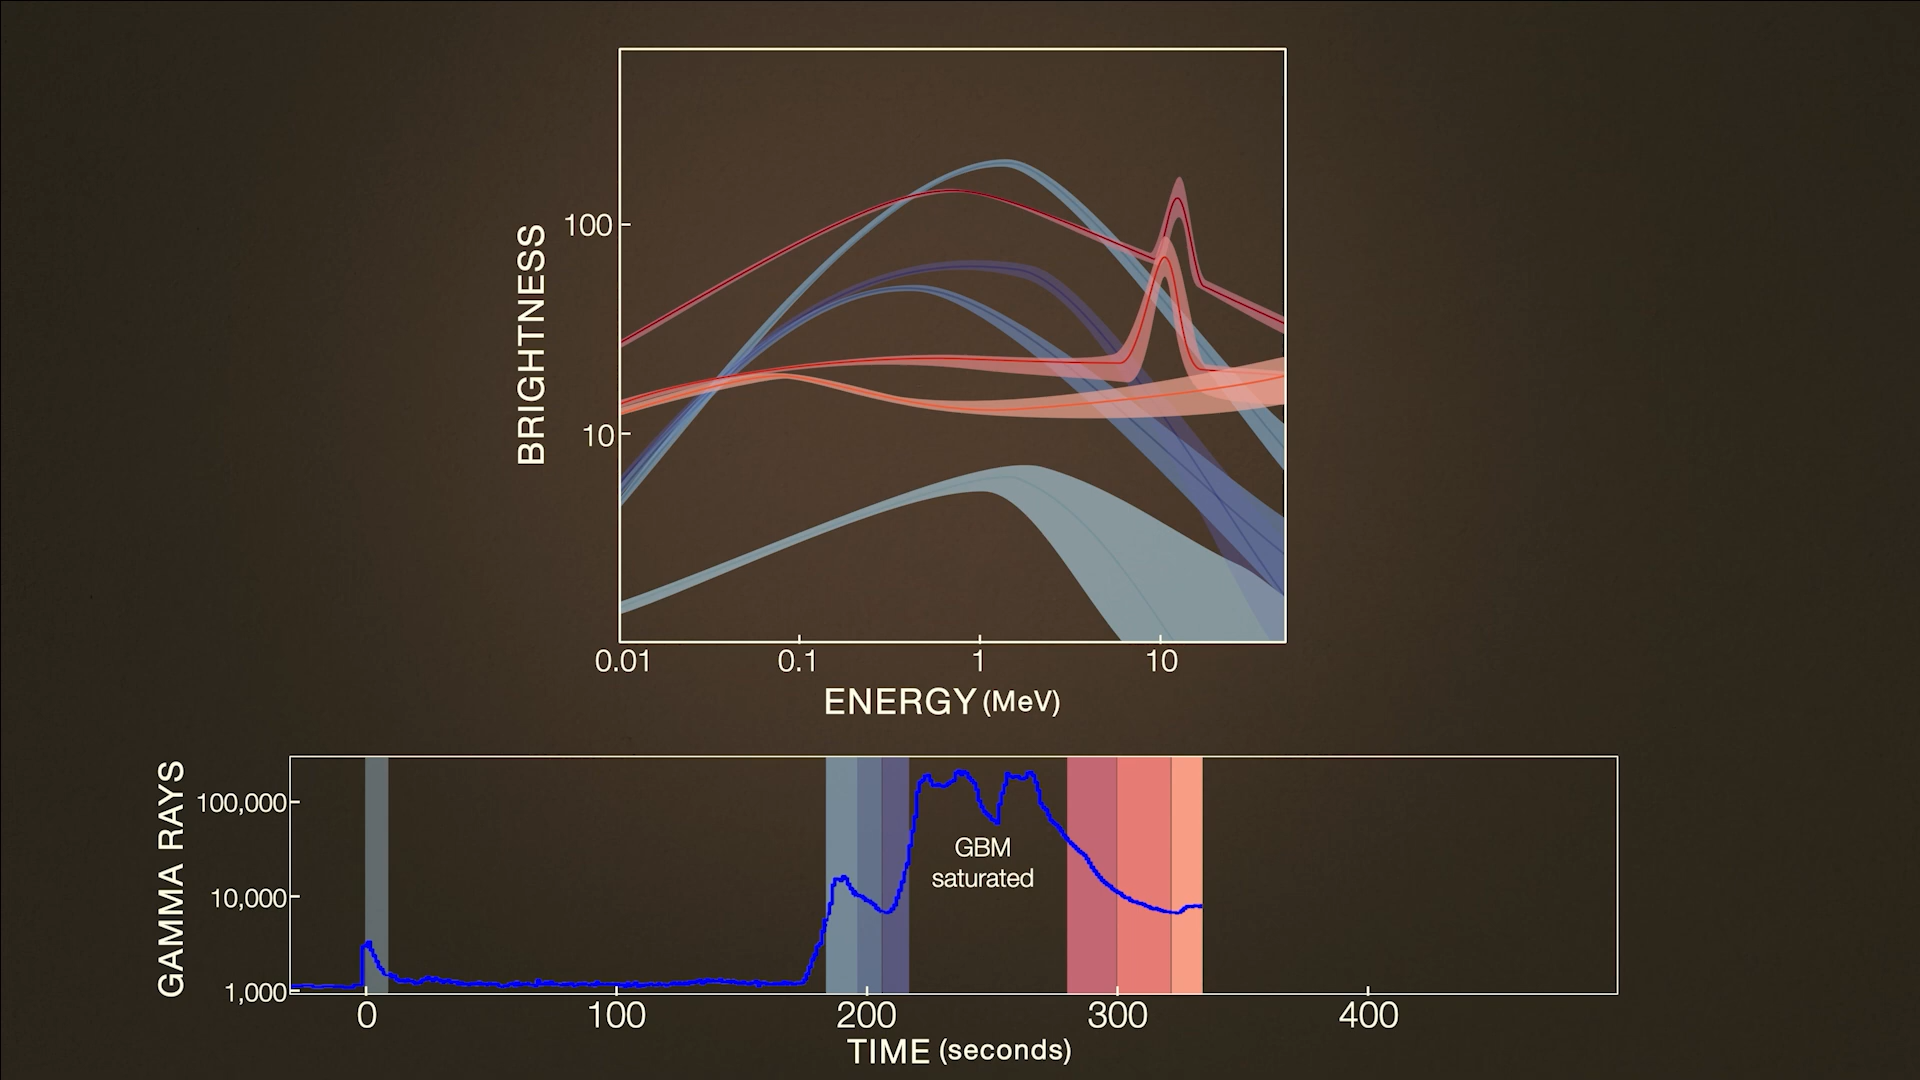 BRIGHTNESS
100
10
0.01 0.1 1 10
ENERGY (MeV)
GAMMA RAYS
100,000
10,000
1,000
GBM
saturated
0 100 200 300 400
TIME (seconds)